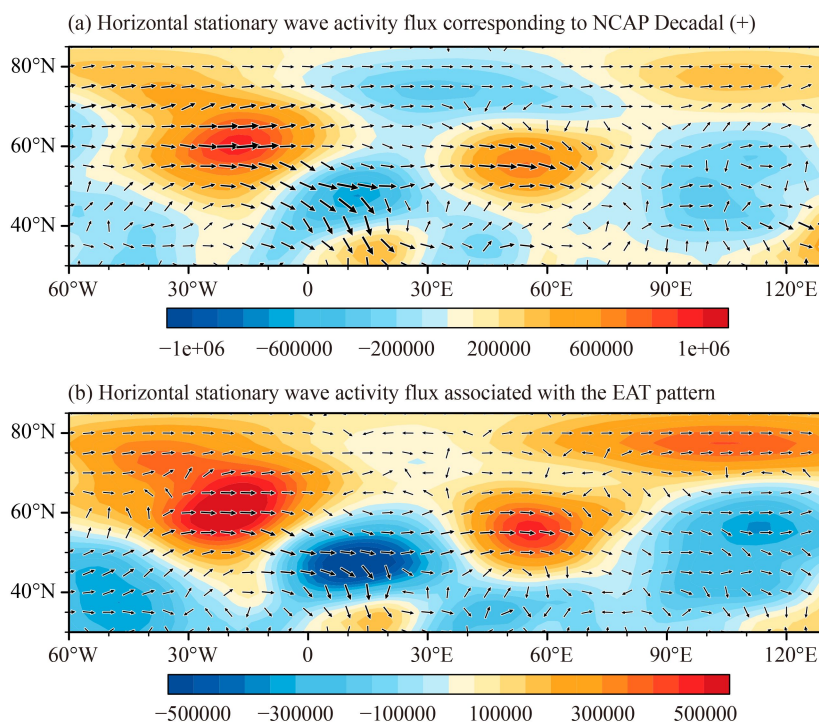 (a) Horizontal stationary wave activity flux corresponding to NCAP Decadal (+)
80°N
60°N
40°N
60°W 30°W 0 30°E 60°E 90°E 120°E
−1e+06 −600000 −200000 200000 600000 1e+06
(b) Horizontal stationary wave activity flux associated with the EAT pattern
80°N
60°N
40°N
60°W 30°W 0 30°E 60°E 90°E 120°E
−500000 −300000 −100000 100000 300000 500000